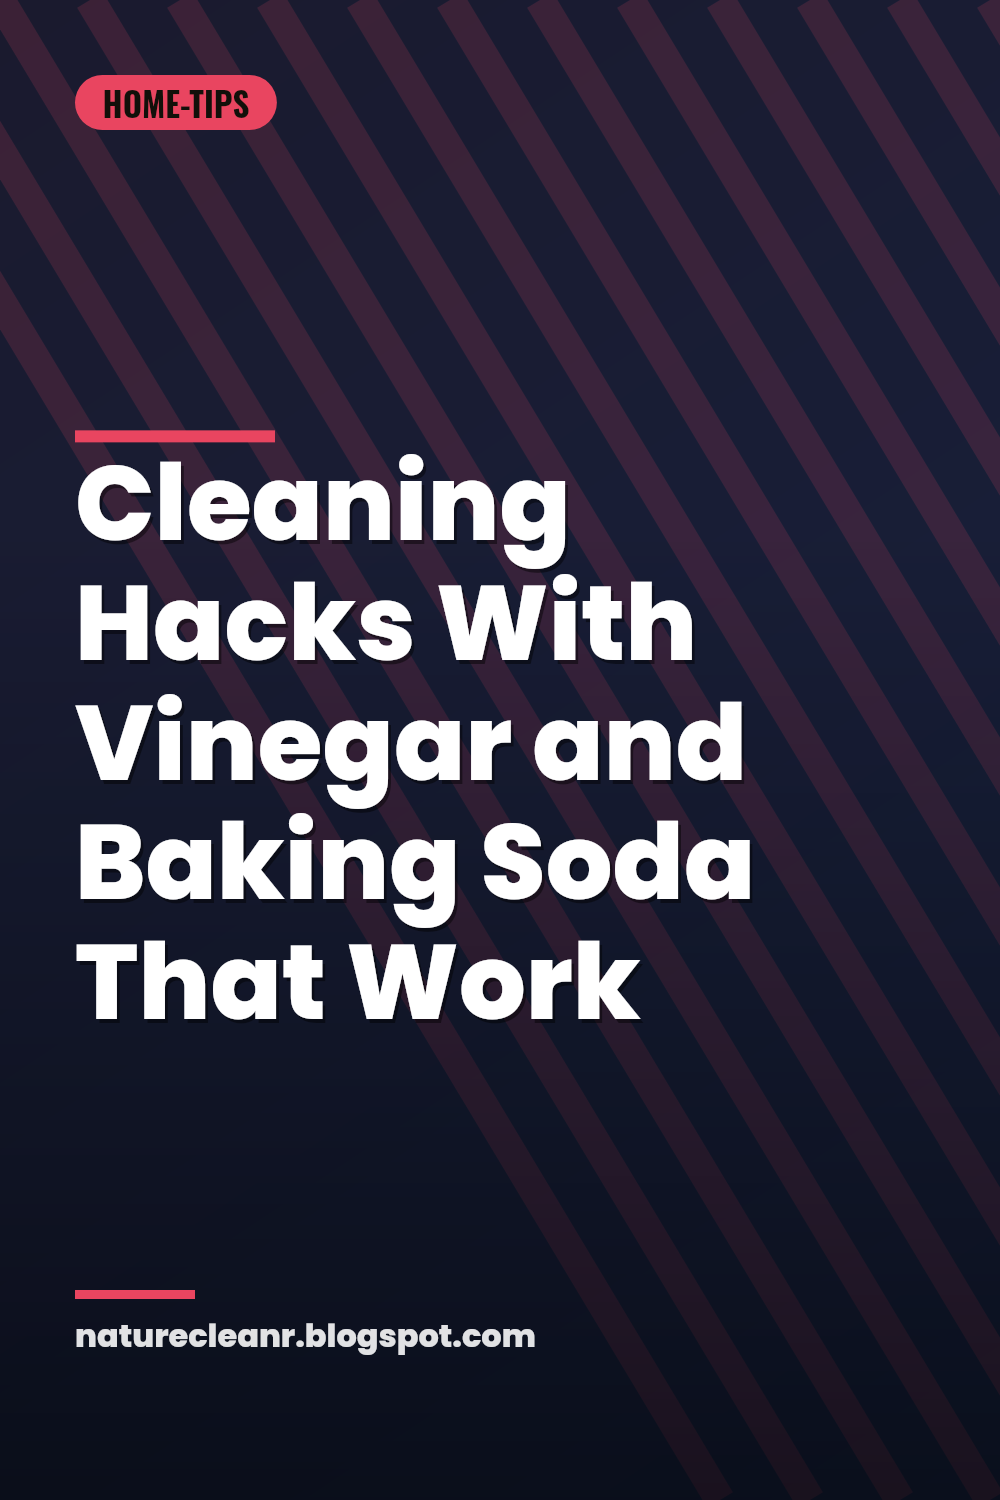 HOME-TIPS
Cleaning
Hacks With
Vinegar and
Baking Soda
That Work
naturecleanr.blogspot.com